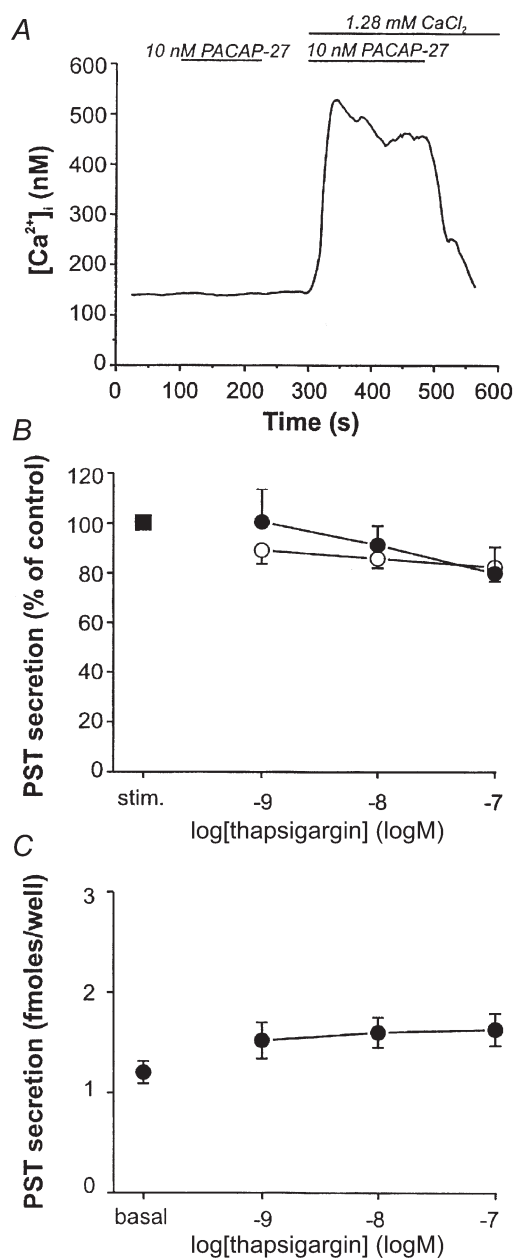 A
1.28 mM CaCl2
10 nM PACAP-27 10 nM PACAP-27
600
500
400
300
200
100
0
[Ca2+]i (nM)
0 100 200 300 400 500 600
Time (s)
B
120
100
80
60
40
20
0
PST secretion (% of control)
stim. -9 -8 -7
log[thapsigargin] (logM)
C
3
2
1
0
PST secretion (fmoles/well)
basal -9 -8 -7
log[thapsigargin] (logM)